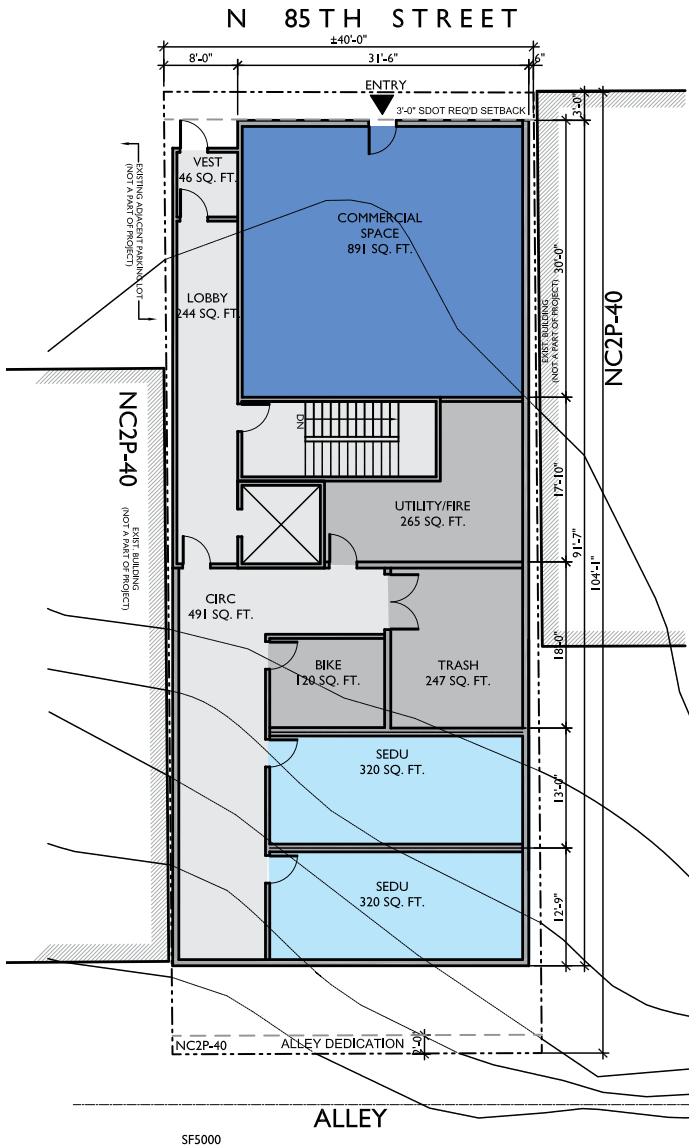 N 85TH STREET
±40'-0"
8'-0"
31'-6"
6"
ENTRY
3'-0" SDOT REQ'D SETBACK
3'-0"
VEST
46 SQ. FT.
EXISTING ADJACENT PARKING LOT
(NOT A PART OF PROJECT)
COMMERCIAL
SPACE
891 SQ. FT.
30'-0"
LOBBY
244 SQ. FT.
EXIST. BUILDING
(NOT A PART OF PROJECT)
NC2P-40
DN
NC2P-40
EXIST. BUILDING
(NOT A PART OF PROJECT)
UTILITY/FIRE
265 SQ. FT.
17'-10"
91'-7"
104'-1"
CIRC
491 SQ. FT.
18'-0"
BIKE
120 SQ. FT.
TRASH
247 SQ. FT.
SEDU
320 SQ. FT.
13'-0"
SEDU
320 SQ. FT.
12'-9"
NC2P-40
ALLEY DEDICATION
2'-0"
ALLEY
SF5000